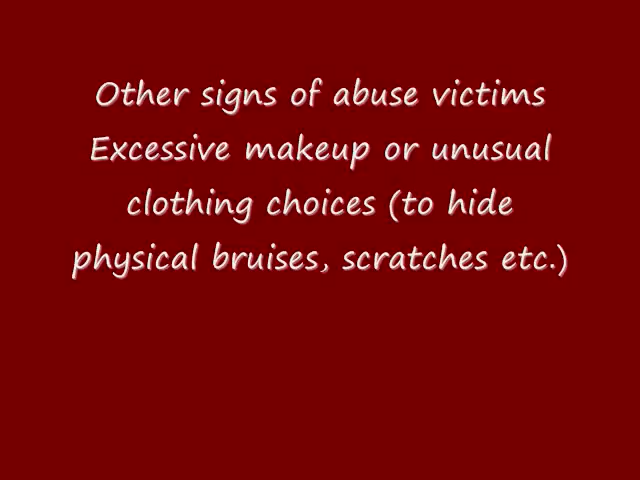 Other signs of abuse victims
Excessive makeup or unusual
clothing choices (to hide
physical bruises, scratches etc.)